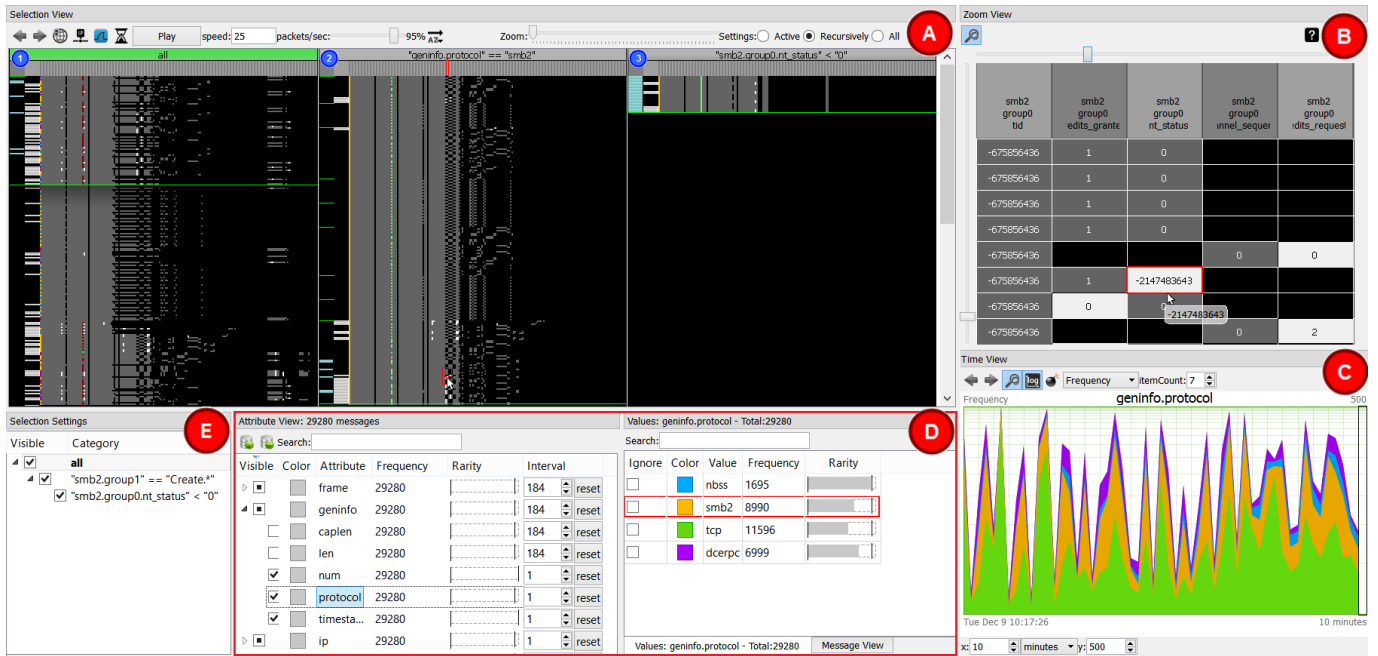 Selection View
Play speed: 25 packets/sec: 95% AZ Zoom: Settings: Active Recursively All
A
1 all
2 "geninfo.protocol" == "smb2"
3 "smb2.group0.nt_status" < "0"
Zoom View
?
B
smb2 group0 tid
smb2 group0 edits_grante
smb2 group0 nt_status
smb2 group0 innel_sequer
smb2 group0 dits_request
-675856436 1 0
-675856436 1 0
-675856436 1 0
-675856436 1 0
-675856436 0 0
-675856436 1 -2147483643
-675856436 0 0
-2147483643
-675856436 0 2
Time View
log Frequency itemCount: 7
C
Frequency geninfo.protocol 500
Tue Dec 9 10:17:26 10 minutes
x: 10 minutes y: 500
Selection Settings
E
Visible Category
all
"smb2.group1" == "Create.*"
"smb2.group0.nt_status" < "0"
Attribute View: 29280 messages
Search:
Visible Color Attribute Frequency Rarity Interval
frame 29280 184 reset
geninfo 29280 184 reset
caplen 29280 184 reset
len 29280 184 reset
num 29280 1 reset
protocol 29280 1 reset
timesta... 29280 1 reset
ip 29280 1 reset
Values: geninfo.protocol - Total:29280
D
Search:
Ignore Color Value Frequency Rarity
nbss 1695
smb2 8990
tcp 11596
dcerpc 6999
Values: geninfo.protocol - Total:29280 Message View